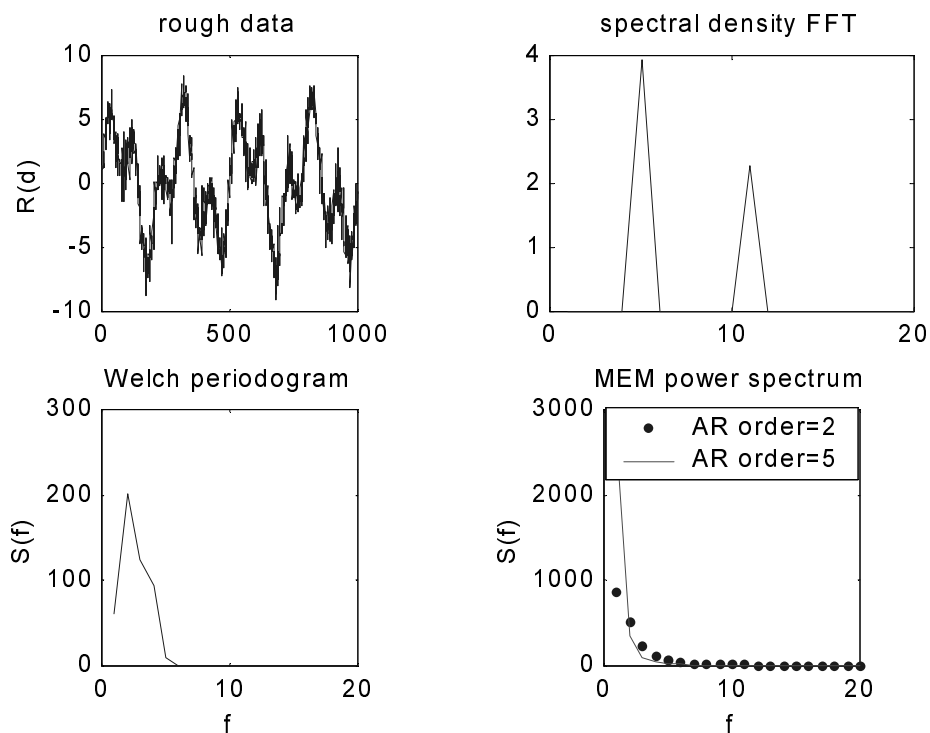 rough data
R(d)
10
5
0
-5
-10
0
500
1000
spectral density FFT
4
3
2
1
0
0
10
20
Welch periodogram
S(f)
300
200
100
0
0
10
20
f
MEM power spectrum
S(f)
3000
2000
1000
0
AR order=2
AR order=5
0
10
20
f